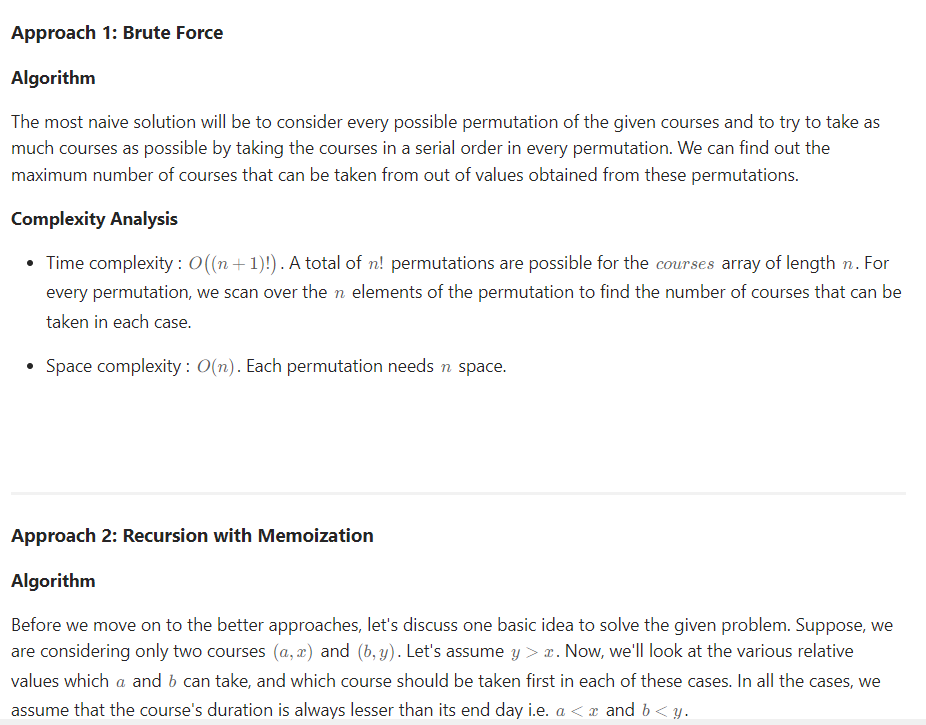 Approach 1: Brute Force
Algorithm
The most naive solution will be to consider every possible permutation of the given courses and to try to take as
much courses as possible by taking the courses in a serial order in every permutation. We can find out the
maximum number of courses that can be taken from out of values obtained from these permutations.
Complexity Analysis
• Time complexity : O((n + 1)!). A total of n! permutations are possible for the courses array of length n. For
every permutation, we scan over the n elements of the permutation to find the number of courses that can be
taken in each case.
• Space complexity : O(n). Each permutation needs n space.
Approach 2: Recursion with Memoization
Algorithm
Before we move on to the better approaches, let's discuss one basic idea to solve the given problem. Suppose, we
are considering only two courses (a, x) and (b, y). Let's assume y > x. Now, we'll look at the various relative
values which a and b can take, and which course should be taken first in each of these cases. In all the cases, we
assume that the course's duration is always lesser than its end day i.e. a < x and b < y.